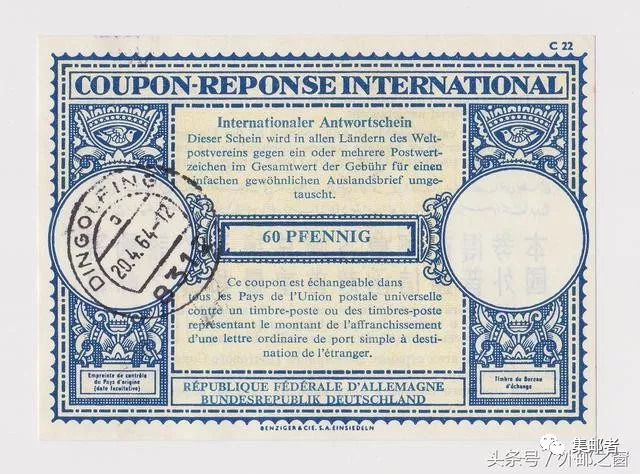 C 22
COUPON-REPONSE INTERNATIONAL
Internationaler Antwortschein
Dieser Schein wird in allen Ländern des Welt-
postvereins gegen ein oder mehrere Postwert-
zeichen im Gesamtwert der Gebühr für einen
einfachen gewöhnlichen Auslandsbrief umge-
tauscht.
DINGOLFING
a
20.4.64-12
831
60 PFENNIG
Ce coupon est échangeable dans
tous les Pays de l'Union postale universelle
contre un timbre-poste ou des timbres-poste
représentant le montant de l'affranchissement
d'une lettre ordinaire de port simple à desti-
nation de l'étranger.
Empreinte de contrôle
du Pays d'origine
(date facultative)
Timbre du Bureau
d'échange
RÉPUBLIQUE FÉDÉRALE D'ALLEMAGNE
BUNDESREPUBLIK DEUTSCHLAND
BENZIGER & CIE. S.A. EINSIEDELN
集邮者
头条号/外邮之窗